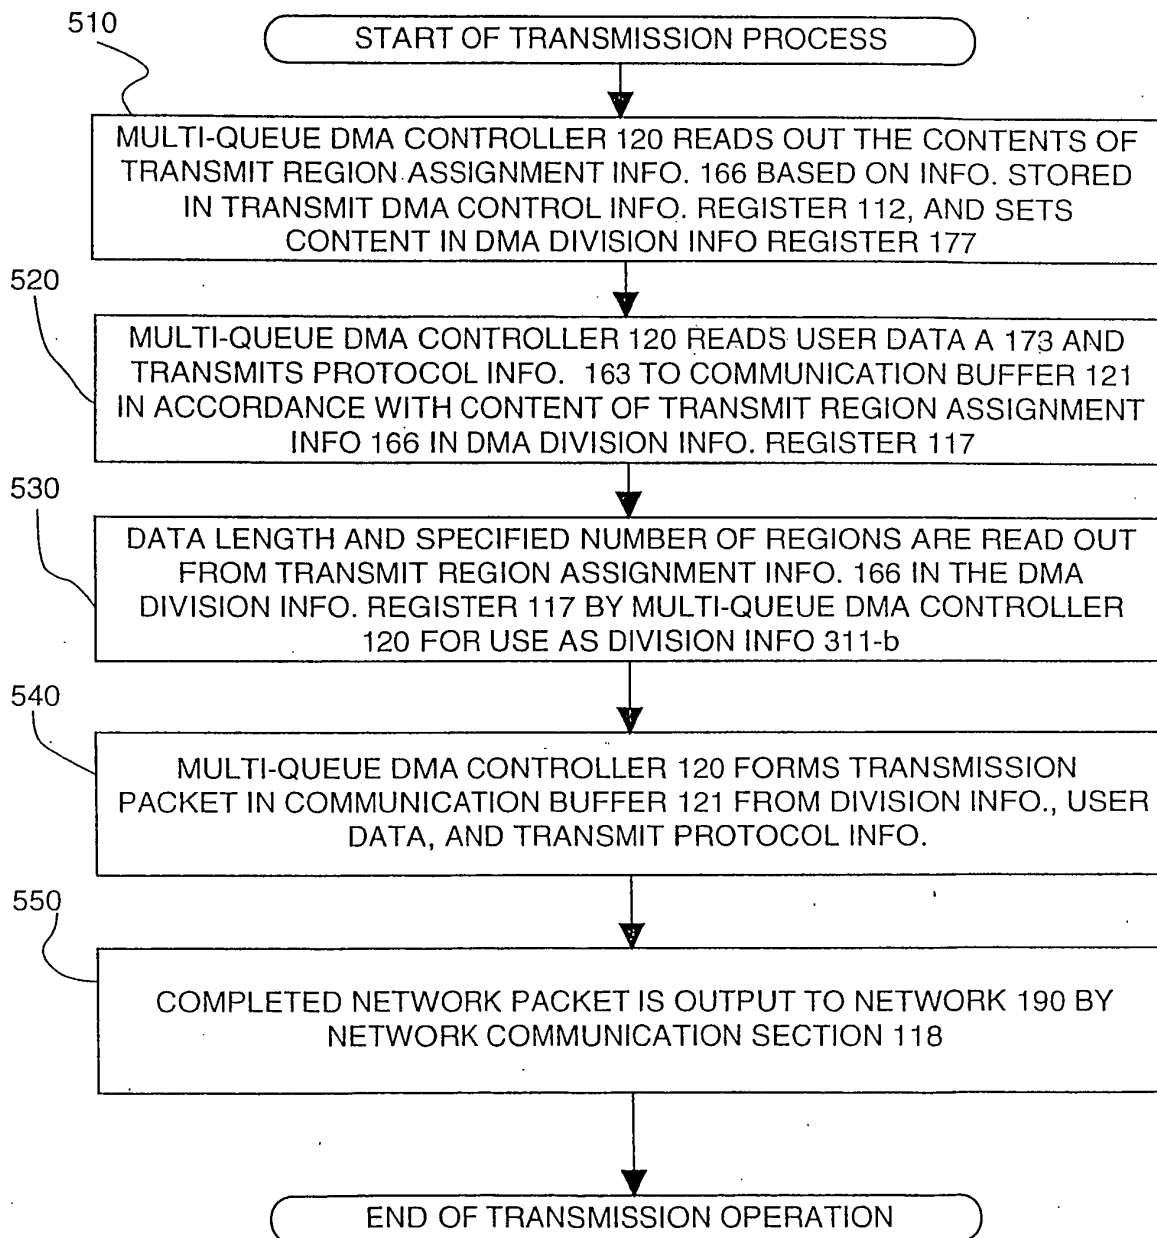 510
START OF TRANSMISSION PROCESS
MULTI-QUEUE DMA CONTROLLER 120 READS OUT THE CONTENTS OF
TRANSMIT REGION ASSIGNMENT INFO. 166 BASED ON INFO. STORED
IN TRANSMIT DMA CONTROL INFO. REGISTER 112, AND SETS
CONTENT IN DMA DIVISION INFO REGISTER 177
520
MULTI-QUEUE DMA CONTROLLER 120 READS USER DATA A 173 AND
TRANSMITS PROTOCOL INFO. 163 TO COMMUNICATION BUFFER 121
IN ACCORDANCE WITH CONTENT OF TRANSMIT REGION ASSIGNMENT
INFO 166 IN DMA DIVISION INFO. REGISTER 117
530
DATA LENGTH AND SPECIFIED NUMBER OF REGIONS ARE READ OUT
FROM TRANSMIT REGION ASSIGNMENT INFO. 166 IN THE DMA
DIVISION INFO. REGISTER 117 BY MULTI-QUEUE DMA CONTROLLER
120 FOR USE AS DIVISION INFO 311-b
540
MULTI-QUEUE DMA CONTROLLER 120 FORMS TRANSMISSION
PACKET IN COMMUNICATION BUFFER 121 FROM DIVISION INFO., USER
DATA, AND TRANSMIT PROTOCOL INFO.
550
COMPLETED NETWORK PACKET IS OUTPUT TO NETWORK 190 BY
NETWORK COMMUNICATION SECTION 118
END OF TRANSMISSION OPERATION